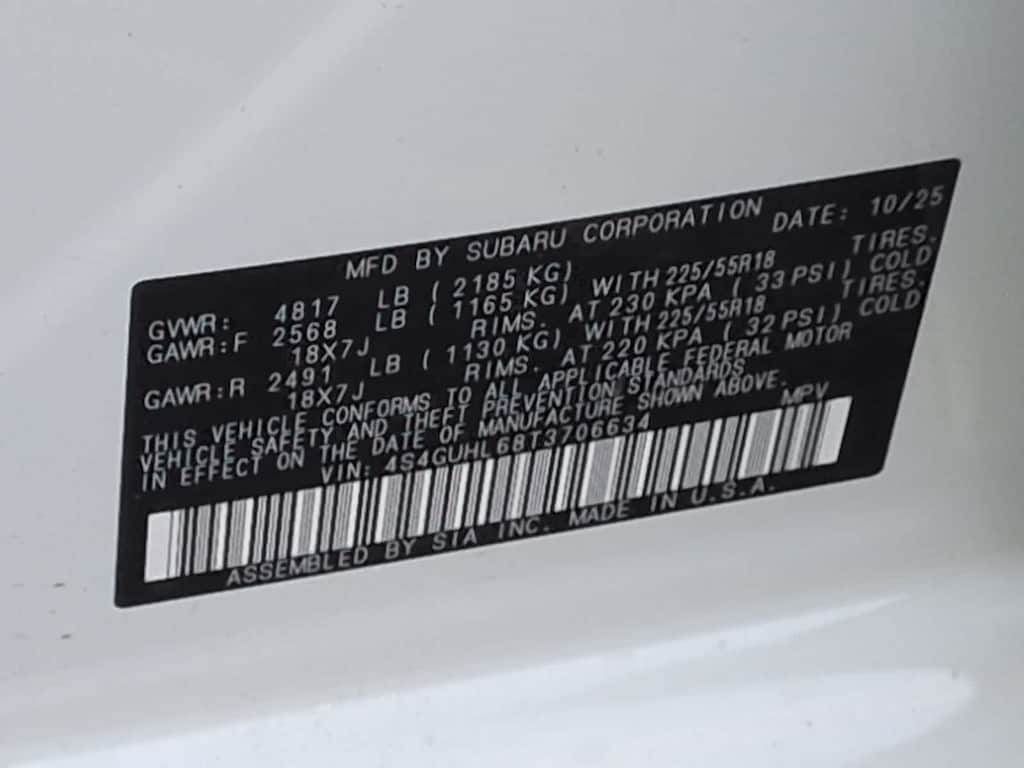 MFD BY SUBARU CORPORATION DATE: 10/25
GVWR: 4817 LB ( 2185 KG)
GAWR:F 2568 LB ( 1165 KG) WITH 225/55R18 TIRES,
18X7J RIMS. AT 230 KPA ( 33 PSI) COLD
GAWR:R 2491 LB ( 1130 KG) WITH 225/55R18 TIRES,
18X7J RIMS. AT 220 KPA ( 32 PSI) COLD
THIS VEHICLE CONFORMS TO ALL APPLICABLE FEDERAL MOTOR
VEHICLE SAFETY AND THEFT PREVENTION STANDARDS
IN EFFECT ON THE DATE OF MANUFACTURE SHOWN ABOVE.
VIN: 4S4GUHL68T3706634 MPV
ASSEMBLED BY SIA INC. MADE IN U.S.A.